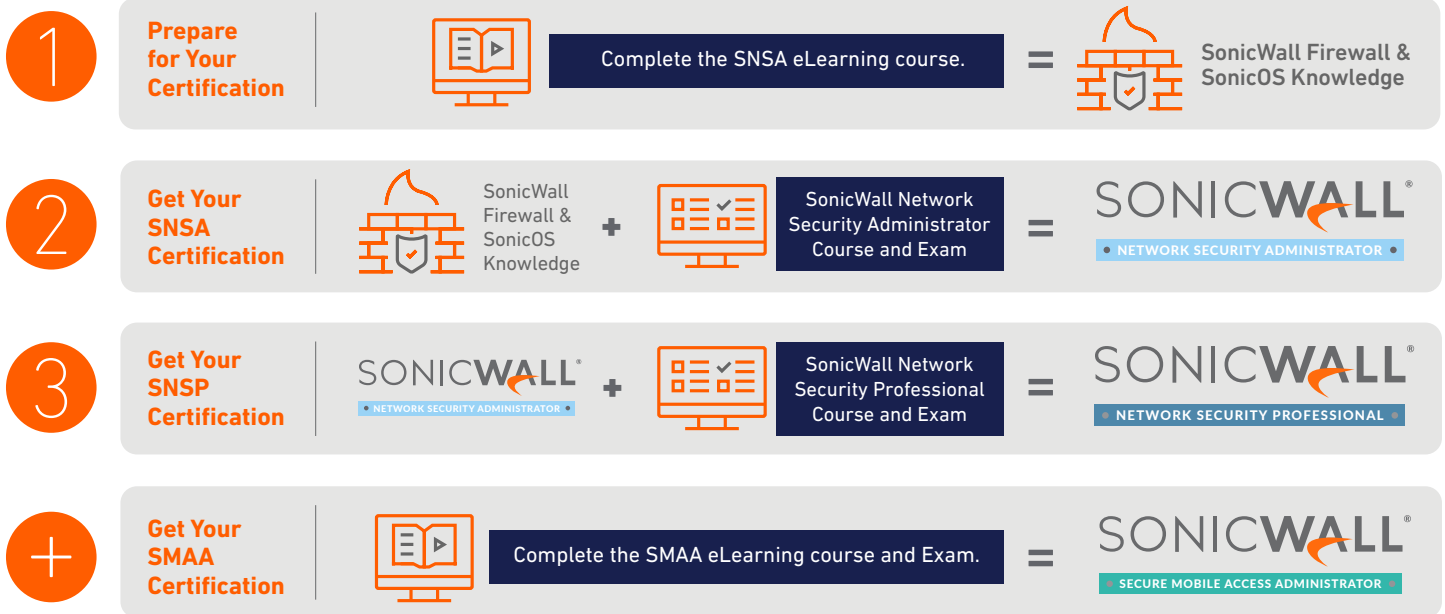 1
Prepare
for Your
Certification
Complete the SNSA eLearning course.
=
SonicWall Firewall &
SonicOS Knowledge
2
Get Your
SNSA
Certification
SonicWall
Firewall &
SonicOS
Knowledge
+
SonicWall Network
Security Administrator
Course and Exam
=
SONICWALL®
• NETWORK SECURITY ADMINISTRATOR •
3
Get Your
SNSP
Certification
SONICWALL®
• NETWORK SECURITY ADMINISTRATOR •
+
SonicWall Network
Security Professional
Course and Exam
=
SONICWALL®
• NETWORK SECURITY PROFESSIONAL •
+
Get Your
SMAA
Certification
Complete the SMAA eLearning course and Exam.
=
SONICWALL®
• SECURE MOBILE ACCESS ADMINISTRATOR •